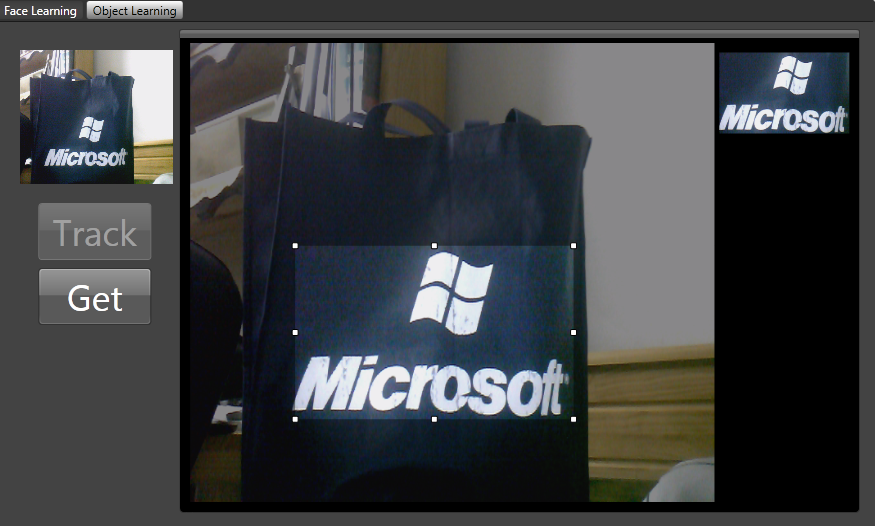 Face Learning
Object Learning
Microsoft
Track
Get
Microsoft
Microsoft